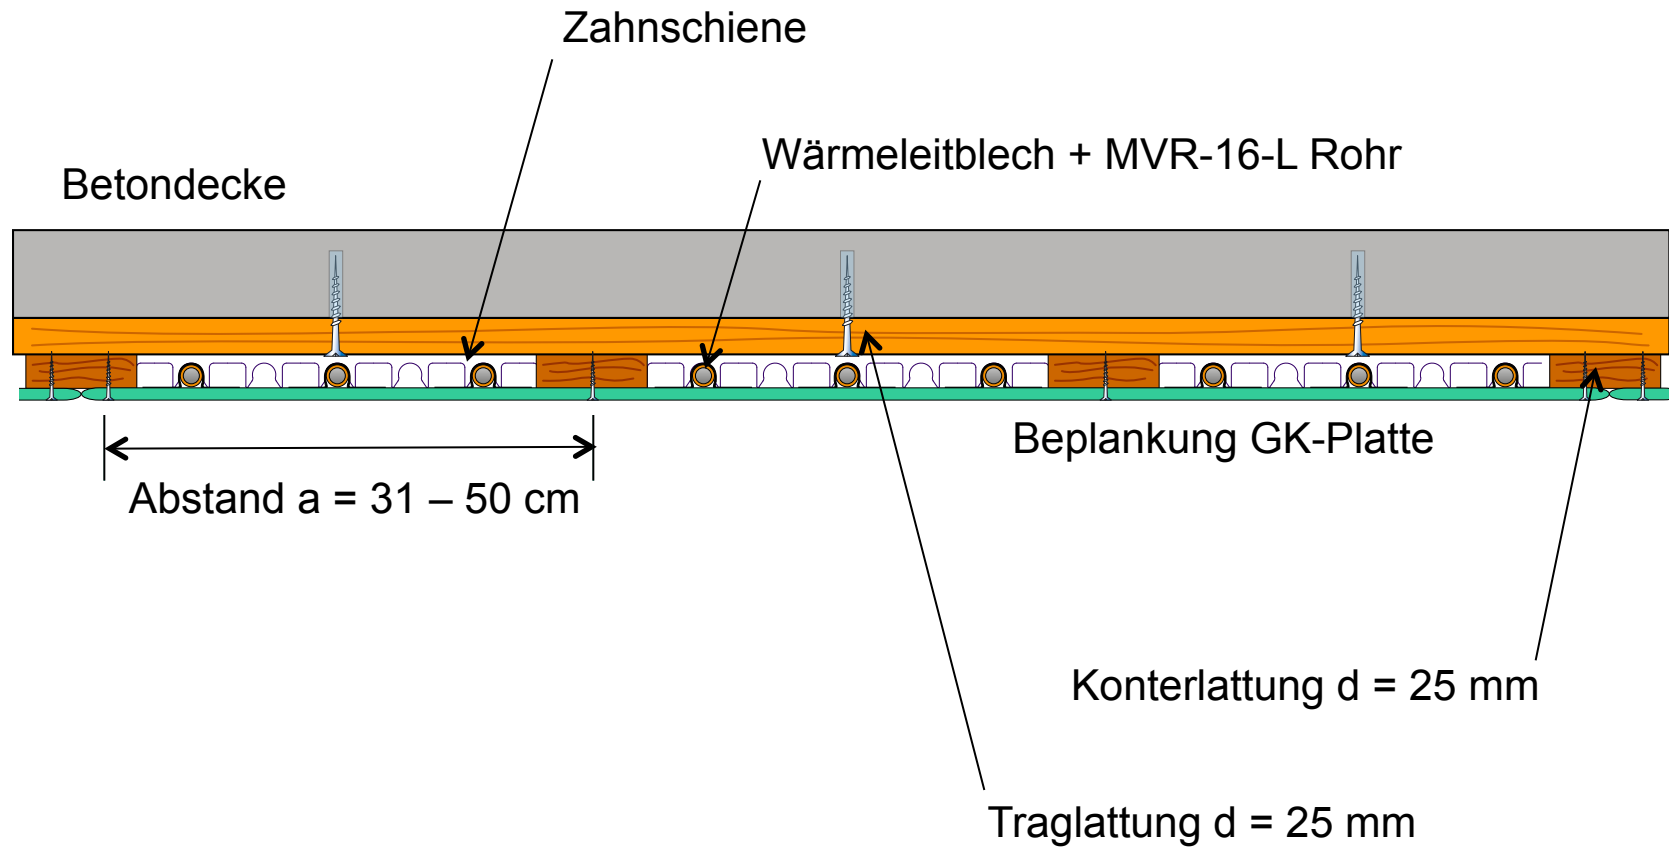 Zahnschiene
Wärmeleitblech + MVR-16-L Rohr
Betondecke
Beplankung GK-Platte
Abstand a = 31 – 50 cm
Konterlattung d = 25 mm
Traglattung d = 25 mm